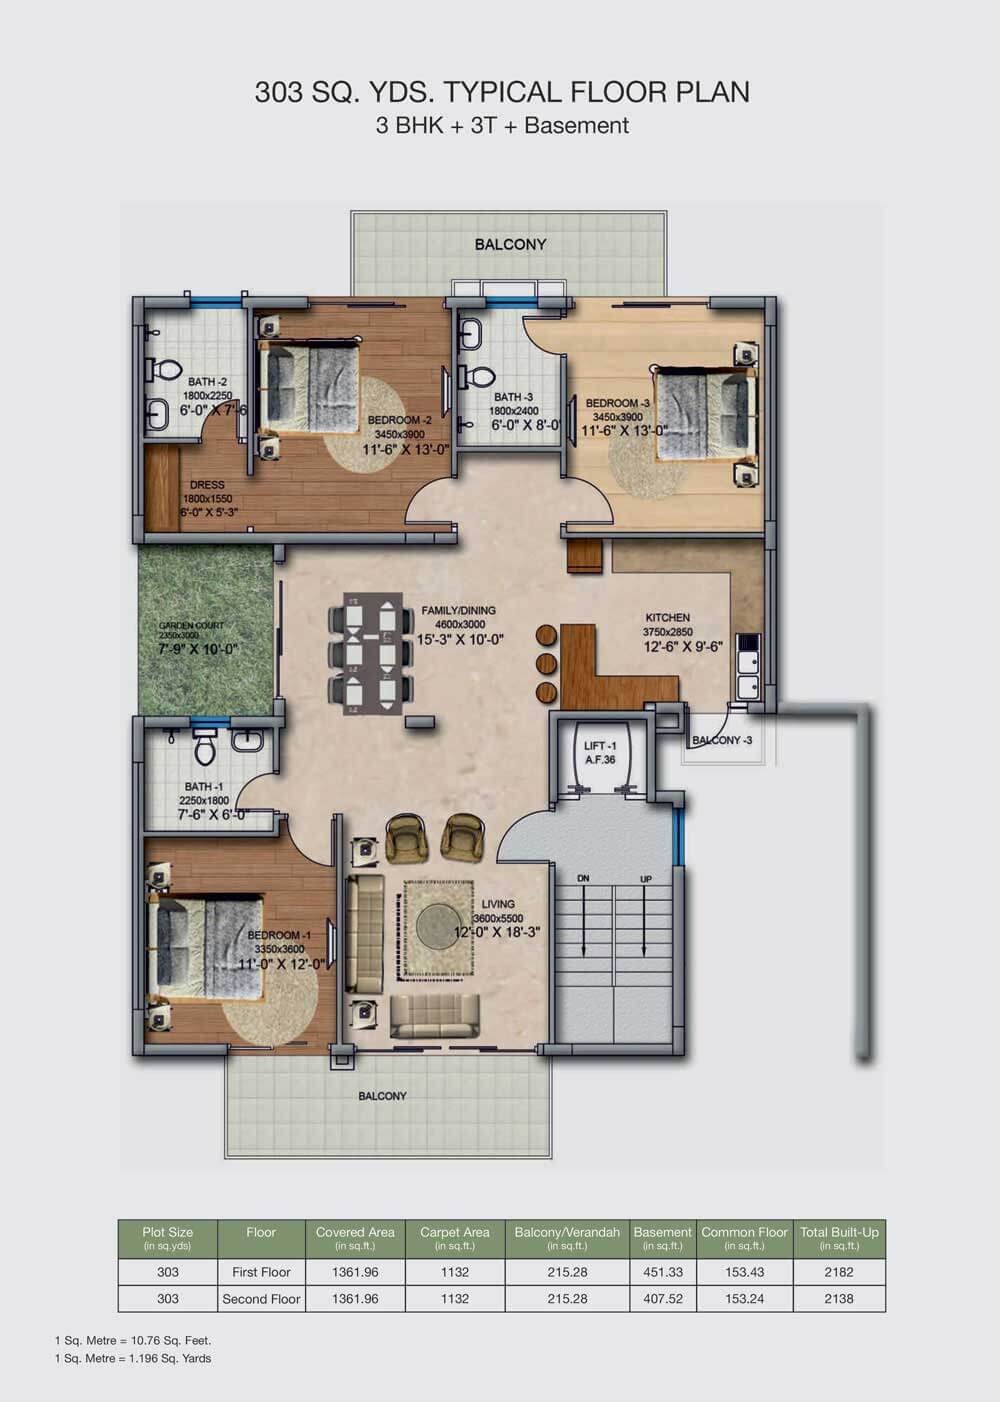 303 SQ. YDS. TYPICAL FLOOR PLAN
3 BHK + 3T + Basement
BALCONY
BATH -2
1800x2250
6'-0" X 7'-6
BEDROOM -2
3450x3900
11'-6" X 13'-0"
BATH -3
1800x2400
6'-0" X 8'-0"
BEDROOM -3
3450x3900
11'-6" X 13'-0"
DRESS
1800x1550
6'-0" X 5'-3"
GARDEN COURT
2350x3000
7'-9" X 10'-0"
FAMILY/DINING
4600x3000
15'-3" X 10'-0"
KITCHEN
3750x2850
12'-6" X 9'-6"
LIFT -1
A.F.36
BALCONY -3
BATH -1
2250x1800
7'-6" X 6'-0"
DN
UP
LIVING
3600x5500
12'-0" X 18'-3"
BEDROOM -1
3350x3600
11'-0" X 12'-0"
BALCONY
Plot Size Floor Covered Area Carpet Area Balcony/Verandah Basement Common Floor Total Built-Up
(in sq.yds) (in sq.ft.) (in sq.ft.) (in sq.ft.) (in sq.ft.) (in sq.ft.) (in sq.ft.)
303 First Floor 1361.96 1132 215.28 451.33 153.43 2182
303 Second Floor 1361.96 1132 215.28 407.52 153.24 2138
1 Sq. Metre = 10.76 Sq. Feet.
1 Sq. Metre = 1.196 Sq. Yards